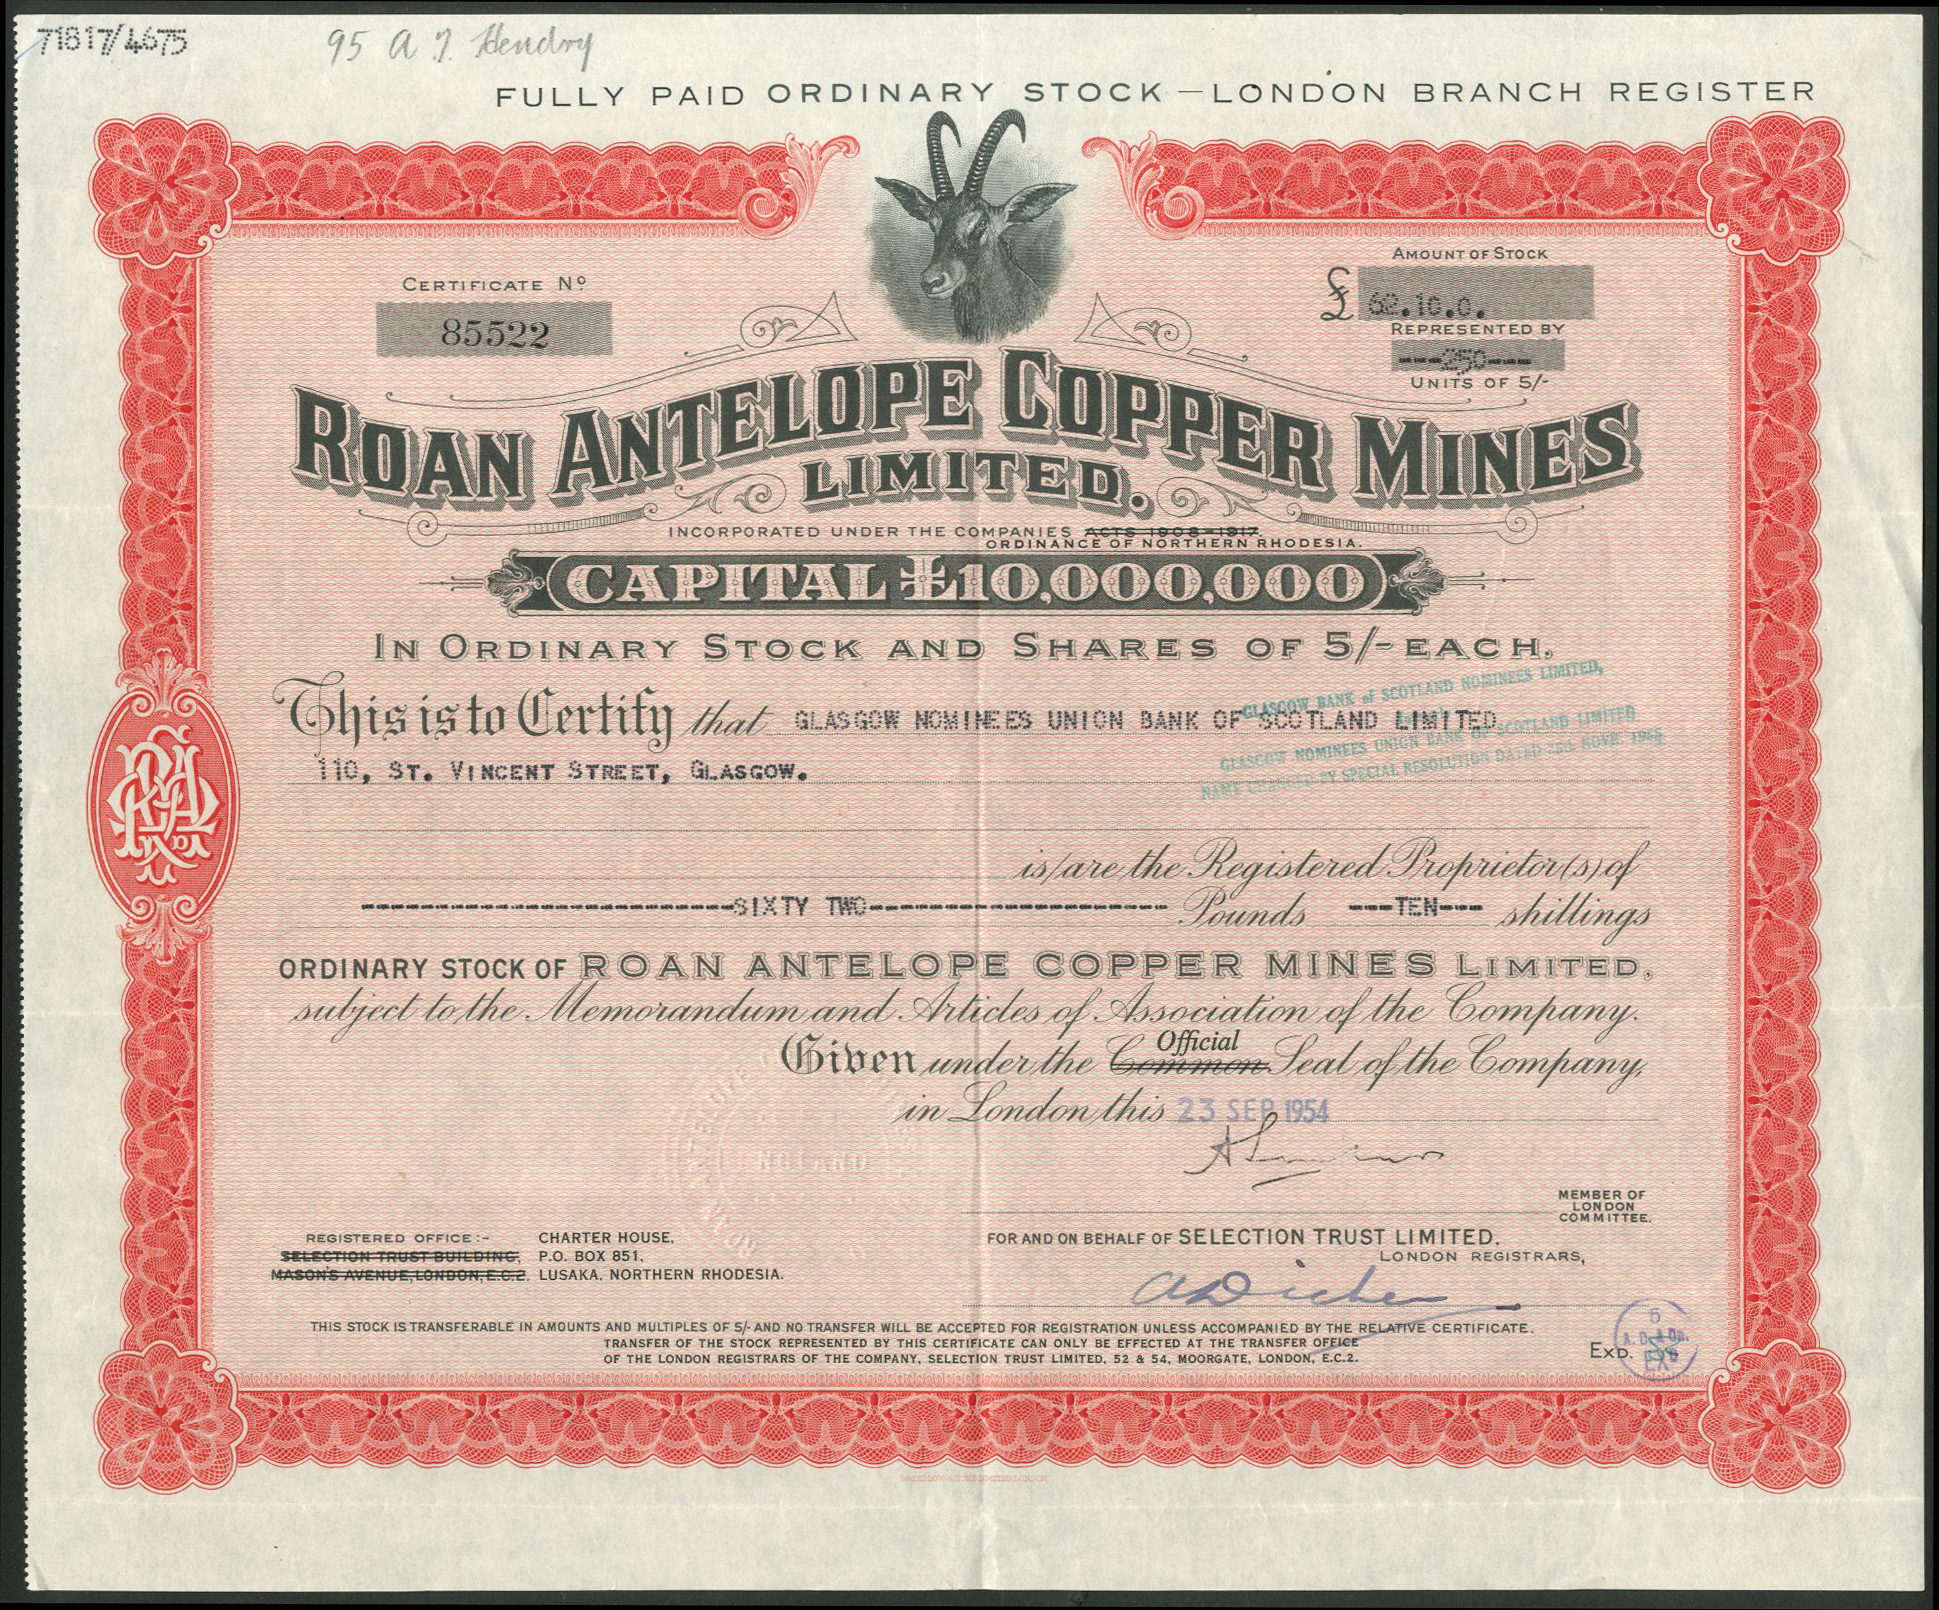 71817/4675
95 A J. Hendry
FULLY PAID ORDINARY STOCK — LONDON BRANCH REGISTER
CERTIFICATE Nº
85522
AMOUNT OF STOCK
£ 62.10.0.
REPRESENTED BY
----250----
UNITS OF 5/-
ROAN ANTELOPE COPPER MINES
LIMITED.
INCORPORATED UNDER THE COMPANIES ACTS 1908-1917.
ORDINANCE OF NORTHERN RHODESIA.
CAPITAL £10,000,000
IN ORDINARY STOCK AND SHARES OF 5/- EACH.
GLASGOW BANK of SCOTLAND NOMINEES LIMITED,
This is to Certify that GLASGOW NOMINEES UNION BANK OF SCOTLAND LIMITED
GLASGOW NOMINEES UNION BANK OF SCOTLAND LIMITED
110, ST. VINCENT STREET, GLASGOW.
NAME CHANGED BY SPECIAL RESOLUTION DATED 25th NOVR. 1955
is/are the Registered Proprietor(s) of
SIXTY TWO Pounds ----TEN---- shillings
ORDINARY STOCK OF ROAN ANTELOPE COPPER MINES LIMITED,
subject to the Memorandum and Articles of Association of the Company.
Official
Given under the Common Seal of the Company,
in London this 23 SEP 1954
MEMBER OF
LONDON
COMMITTEE.
REGISTERED OFFICE:- CHARTER HOUSE,
SELECTION TRUST BUILDING, P.O. BOX 851,
MASON'S AVENUE, LONDON, E.C.2. LUSAKA, NORTHERN RHODESIA.
FOR AND ON BEHALF OF SELECTION TRUST LIMITED,
LONDON REGISTRARS,
THIS STOCK IS TRANSFERABLE IN AMOUNTS AND MULTIPLES OF 5/- AND NO TRANSFER WILL BE ACCEPTED FOR REGISTRATION UNLESS ACCOMPANIED BY THE RELATIVE CERTIFICATE.
TRANSFER OF THE STOCK REPRESENTED BY THIS CERTIFICATE CAN ONLY BE EFFECTED AT THE TRANSFER OFFICE
OF THE LONDON REGISTRARS OF THE COMPANY, SELECTION TRUST LIMITED, 52 & 54, MOORGATE, LONDON, E.C.2.
EXD.
5